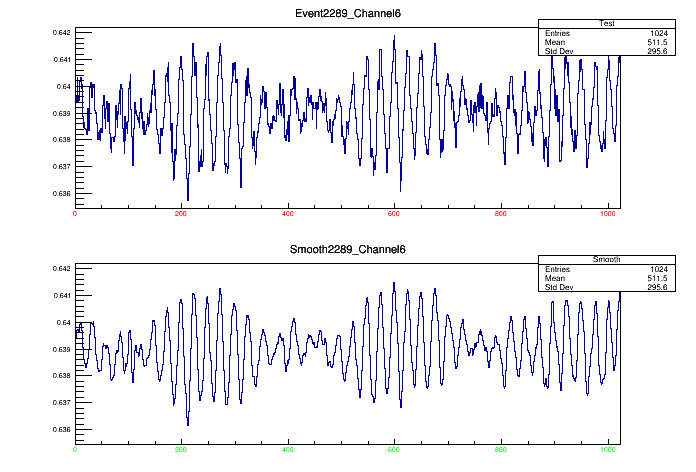 Event2289_Channel6
Test
Entries 1024
Mean 511.5
Std Dev 295.6
0.642
0.641
0.64
0.639
0.638
0.637
0.636
0 200 400 600 800 1000
Smooth2289_Channel6
Smooth
Entries 1024
Mean 511.5
Std Dev 295.6
0.642
0.641
0.64
0.639
0.638
0.637
0.636
0 200 400 600 800 1000